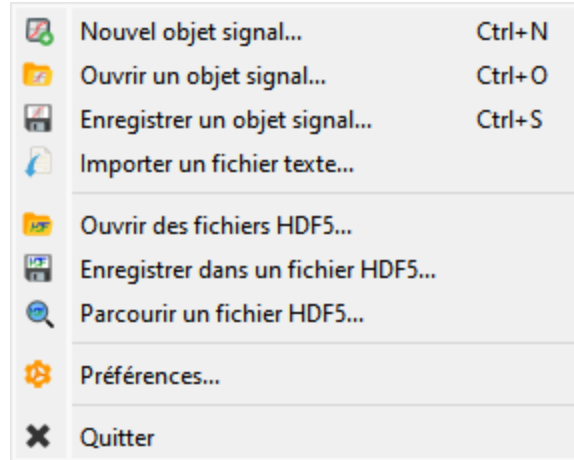 Nouvel objet signal... Ctrl+N
Ouvrir un objet signal... Ctrl+O
Enregistrer un objet signal... Ctrl+S
Importer un fichier texte...
Ouvrir des fichiers HDF5...
Enregistrer dans un fichier HDF5...
Parcourir un fichier HDF5...
Préférences...
Quitter